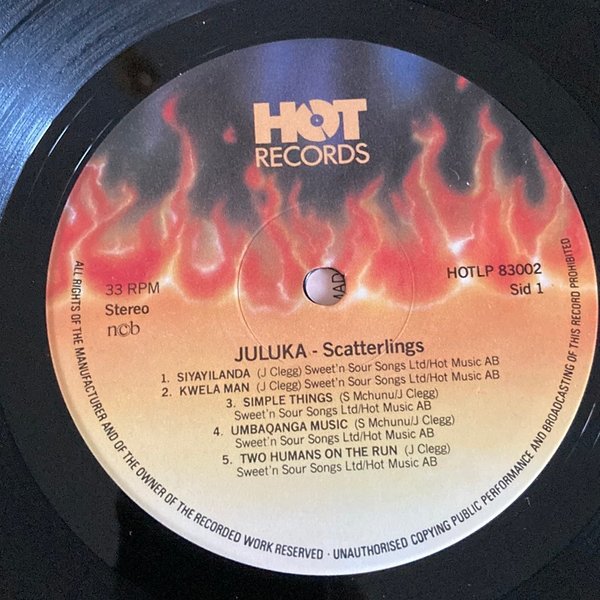 HOT
RECORDS
33 RPM
Stereo
ncb
HOTLP 83002
Sid 1
MAD
JULUKA - Scatterlings
1. SIYAYILANDA (J Clegg) Sweet'n Sour Songs Ltd/Hot Music AB
2. KWELA MAN (J Clegg) Sweet'n Sour Songs Ltd/Hot Music AB
3. SIMPLE THINGS (S Mchunu/J Clegg)
Sweet'n Sour Songs Ltd/Hot Music AB
4. UMBAQANGA MUSIC (S Mchunu/J Clegg)
Sweet'n Sour Songs Ltd/Hot Music AB
5. TWO HUMANS ON THE RUN (J Clegg)
Sweet'n Sour Songs Ltd/Hot Music AB
ALL RIGHTS OF THE MANUFACTURER AND OF THE OWNER OF THE RECORDED WORK RESERVED · UNAUTHORISED COPYING PUBLIC PERFORMANCE AND BROADCASTING OF THIS RECORD PROHIBITED